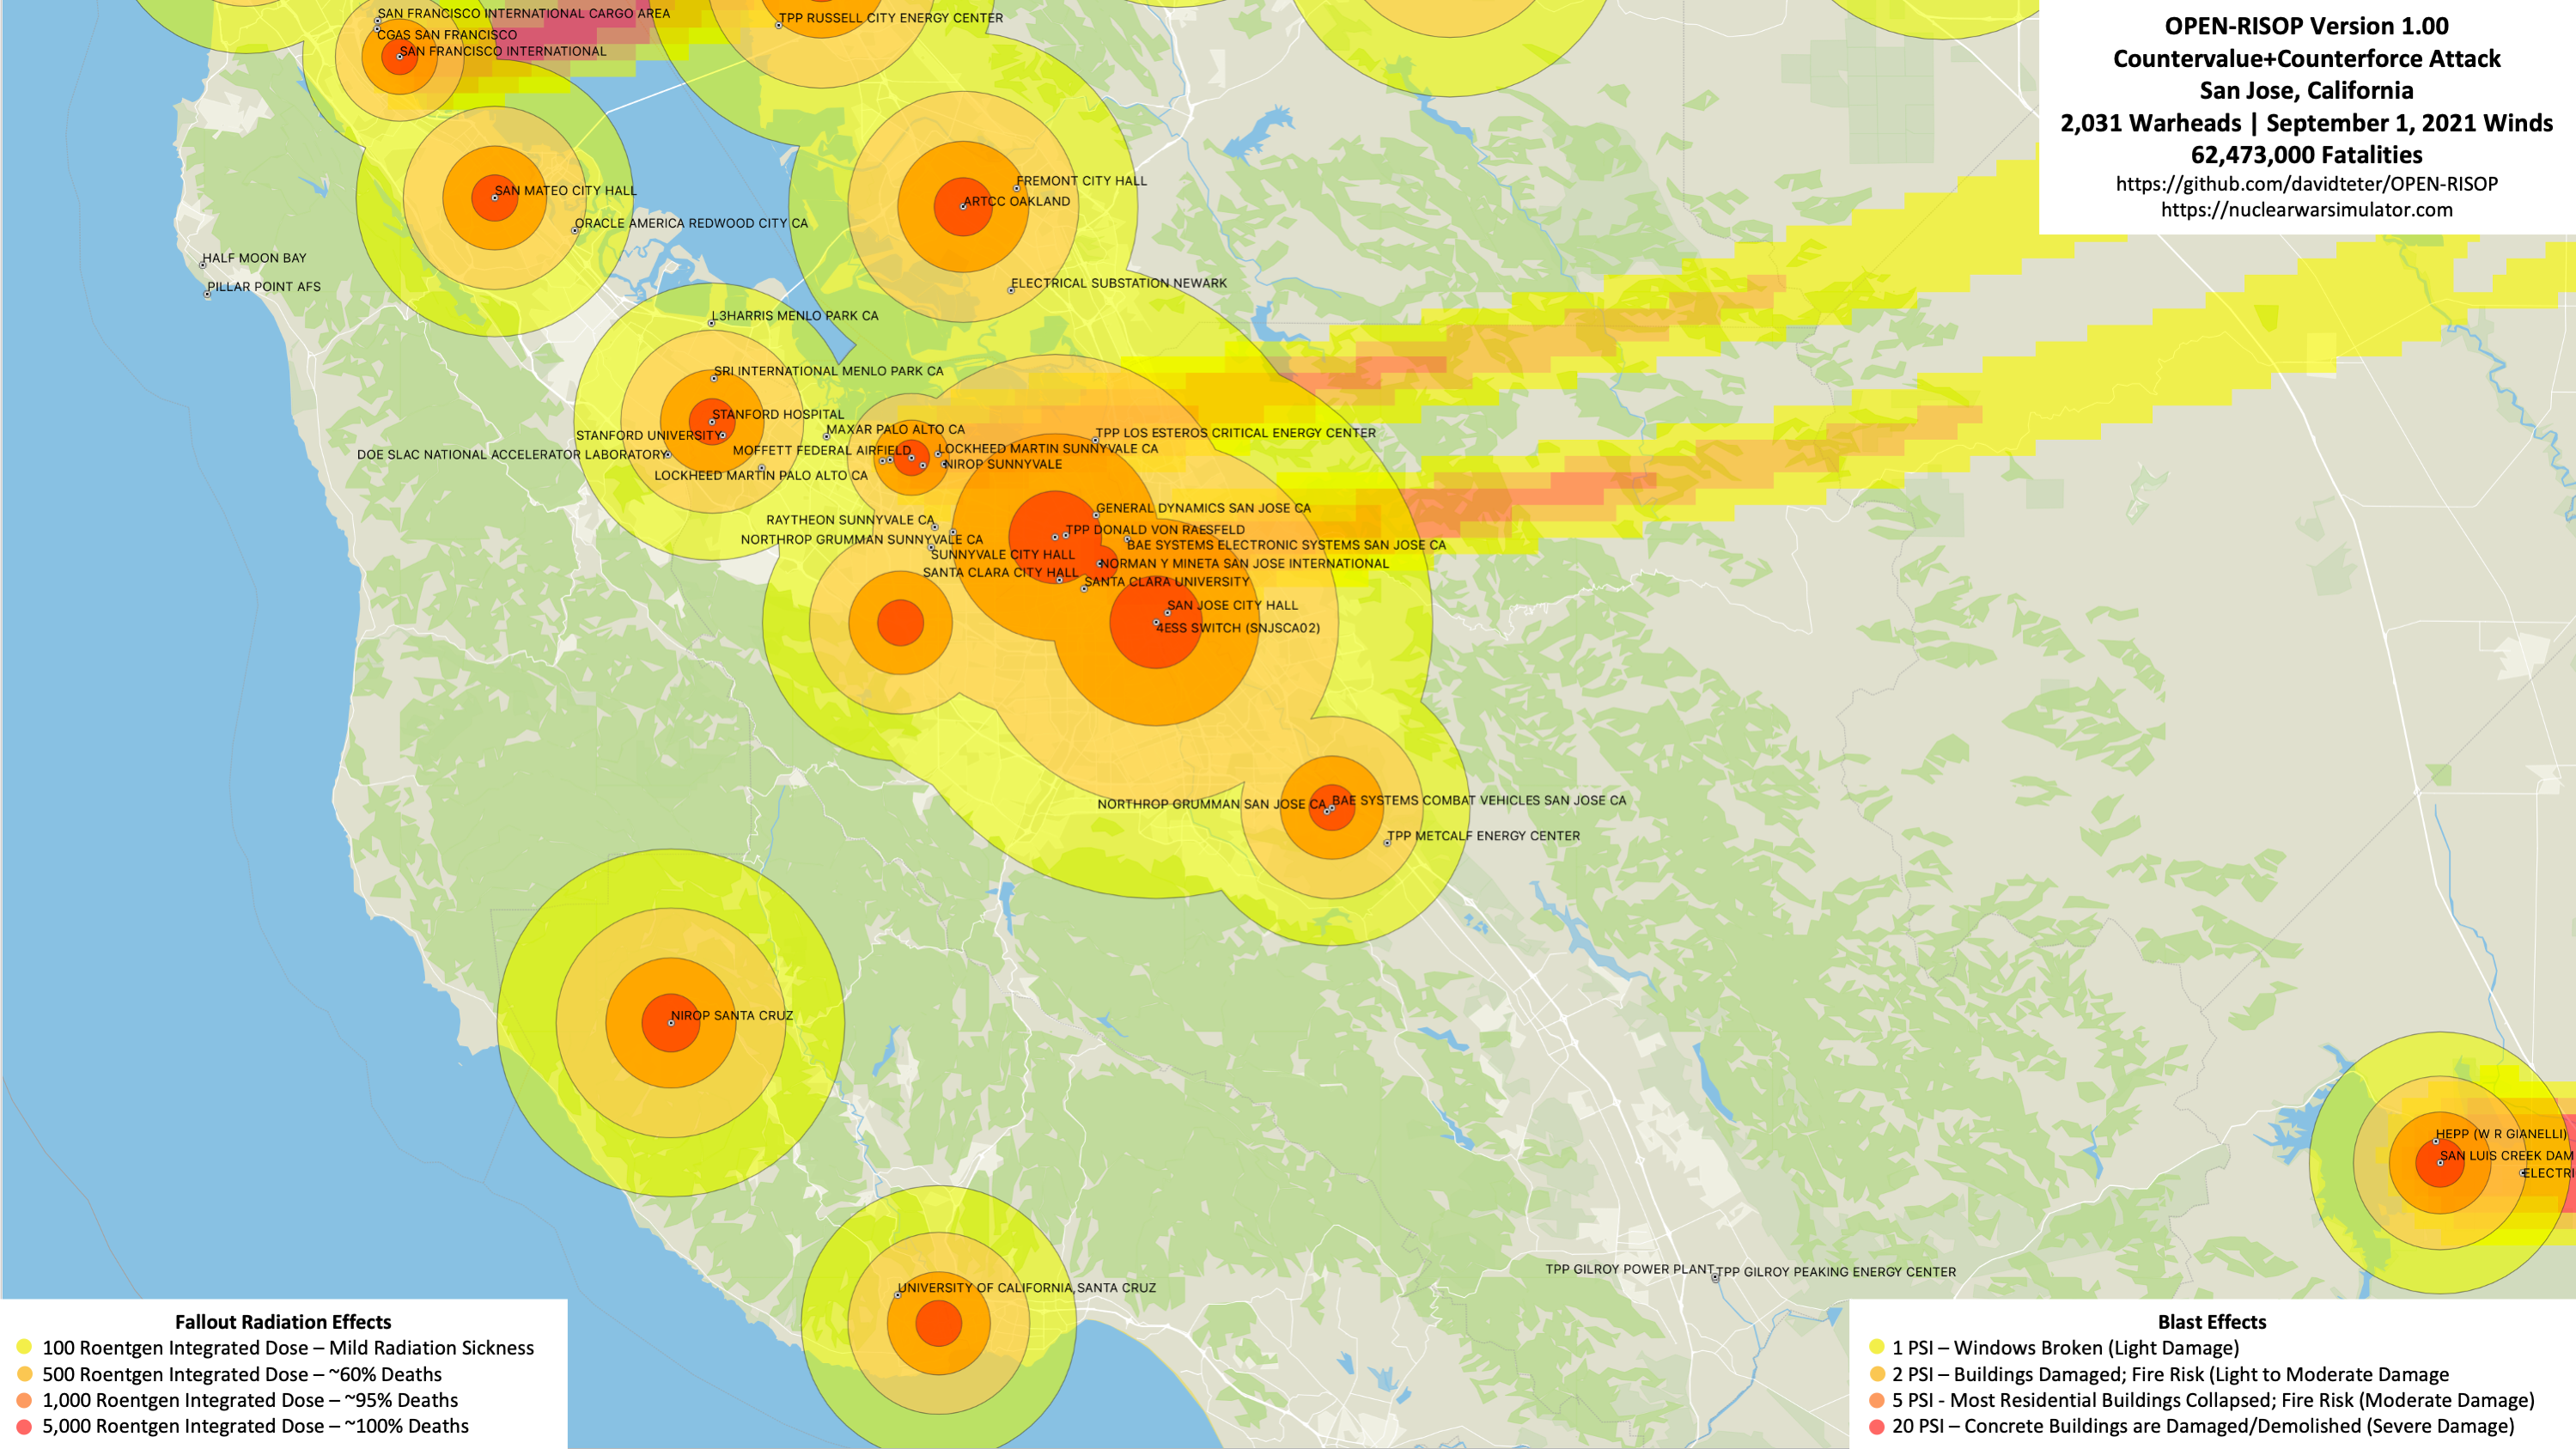 SAN FRANCISCO INTERNATIONAL CARGO AREA
CGAS SAN FRANCISCO
SAN FRANCISCO INTERNATIONAL
TPP RUSSELL CITY ENERGY CENTER
OPEN-RISOP Version 1.00
Countervalue+Counterforce Attack
San Jose, California
2,031 Warheads | September 1, 2021 Winds
62,473,000 Fatalities
https://github.com/davidteter/OPEN-RISOP
https://nuclearwarsimulator.com
SAN MATEO CITY HALL
FREMONT CITY HALL
ARTCC OAKLAND
ORACLE AMERICA REDWOOD CITY CA
HALF MOON BAY
PILLAR POINT AFS
ELECTRICAL SUBSTATION NEWARK
L3HARRIS MENLO PARK CA
SRI INTERNATIONAL MENLO PARK CA
STANFORD HOSPITAL
STANFORD UNIVERSITY
MAXAR PALO ALTO CA
TPP LOS ESTEROS CRITICAL ENERGY CENTER
DOE SLAC NATIONAL ACCELERATOR LABORATORY
MOFFETT FEDERAL AIRFIELD
LOCKHEED MARTIN SUNNYVALE CA
NIROP SUNNYVALE
LOCKHEED MARTIN PALO ALTO CA
GENERAL DYNAMICS SAN JOSE CA
RAYTHEON SUNNYVALE CA
TPP DONALD VON RAESFELD
NORTHROP GRUMMAN SUNNYVALE CA
BAE SYSTEMS ELECTRONIC SYSTEMS SAN JOSE CA
SUNNYVALE CITY HALL
NORMAN Y MINETA SAN JOSE INTERNATIONAL
SANTA CLARA CITY HALL
SANTA CLARA UNIVERSITY
SAN JOSE CITY HALL
4ESS SWITCH (SNJSCA02)
NORTHROP GRUMMAN SAN JOSE CA
BAE SYSTEMS COMBAT VEHICLES SAN JOSE CA
TPP METCALF ENERGY CENTER
NIROP SANTA CRUZ
HEPP (W R GIANELLI)
SAN LUIS CREEK DAM
ELECTRI
UNIVERSITY OF CALIFORNIA,SANTA CRUZ
TPP GILROY POWER PLANT
TPP GILROY PEAKING ENERGY CENTER
Fallout Radiation Effects
100 Roentgen Integrated Dose – Mild Radiation Sickness
500 Roentgen Integrated Dose – ~60% Deaths
1,000 Roentgen Integrated Dose – ~95% Deaths
5,000 Roentgen Integrated Dose – ~100% Deaths
Blast Effects
1 PSI – Windows Broken (Light Damage)
2 PSI – Buildings Damaged; Fire Risk (Light to Moderate Damage
5 PSI - Most Residential Buildings Collapsed; Fire Risk (Moderate Damage)
20 PSI – Concrete Buildings are Damaged/Demolished (Severe Damage)